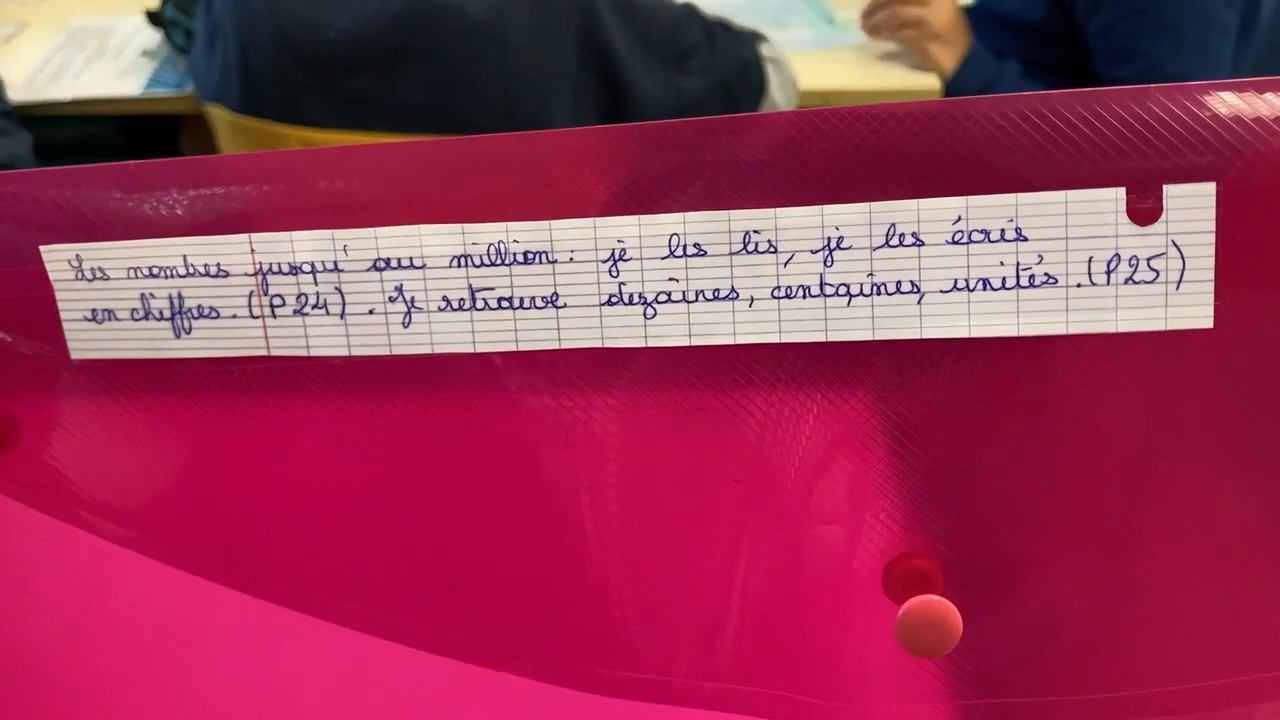 Les nombres jusqu'au million : je les lis, je les écris
en chiffres. (P24). Je retrouve dizaines, centaines, unités. (P25)